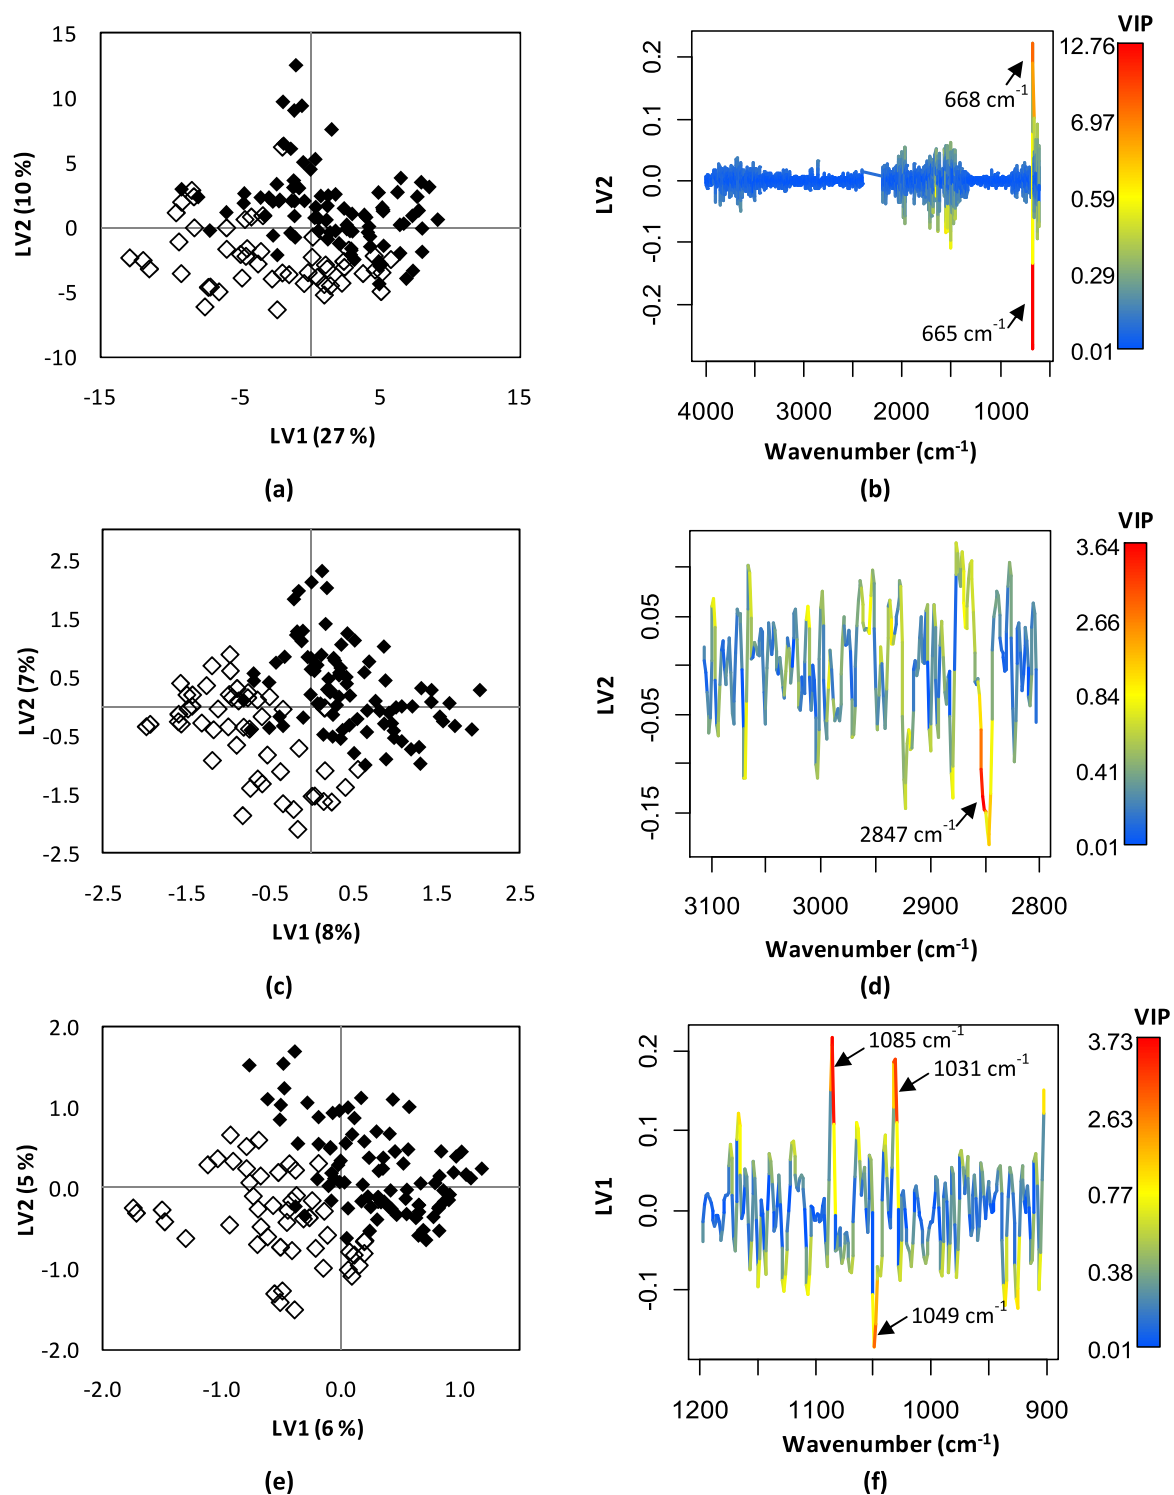 15
10
5
0
-5
-10
LV2 (10 %)
-15
-5
5
15
LV1 (27 %)
(a)
VIP
12.76
6.97
0.59
0.29
0.01
0.2
0.1
0.0
-0.1
-0.2
LV2
668 cm-1
665 cm-1
4000
3000
2000
1000
Wavenumber (cm-1)
(b)
2.5
1.5
0.5
-0.5
-1.5
-2.5
LV2 (7%)
-2.5
-1.5
-0.5
0.5
1.5
2.5
LV1 (8%)
(c)
VIP
3.64
2.66
0.84
0.41
0.01
0.05
-0.05
-0.15
LV2
2847 cm-1
3100
3000
2900
2800
Wavenumber (cm-1)
(d)
2.0
1.0
0.0
-1.0
-2.0
LV2 (5 %)
-2.0
-1.0
0.0
1.0
LV1 (6 %)
(e)
VIP
3.73
2.63
0.77
0.38
0.01
0.2
0.1
0.0
-0.1
LV1
1085 cm-1
1031 cm-1
1049 cm-1
1200
1100
1000
900
Wavenumber (cm-1)
(f)